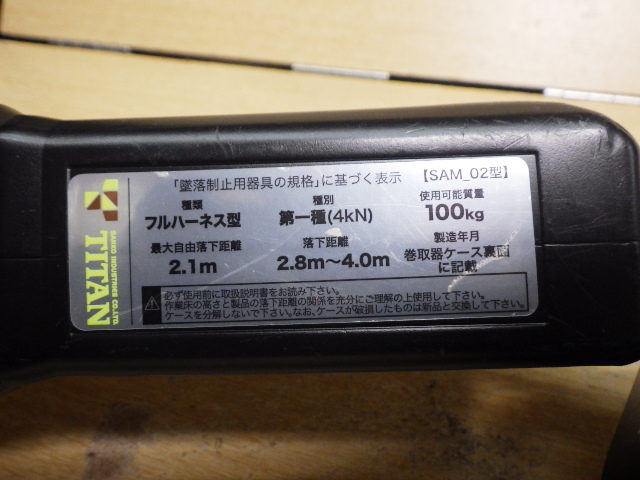 「墜落制止用器具の規格」に基づく表示 【SAM_02型】
種類 種別 使用可能質量
フルハーネス型 第一種(4kN) 100kg
最大自由落下距離 落下距離 製造年月
2.1m 2.8m～4.0m 巻取器ケース裏面に記載
必ず使用前に取扱説明書をお読み下さい。
作業床の高さと製品の落下距離の関係を充分にご理解の上使用して下さい。
ケースを分解しないで下さい。なお、ケースが破損したものは新品と交換して下さい。
SANKO INDUSTRIES CO.,LTD.
TITAN